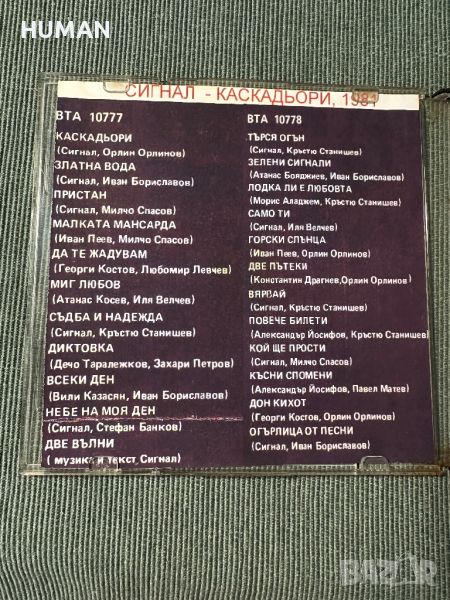 HUMAN
СИГНАЛ - КАСКАДЬОРИ, 1981
ВТА 10777
КАСКАДЬОРИ
(Сигнал, Орлин Орлинов)
ЗЛАТНА ВОДА
(Сигнал, Иван Бориславов)
ПРИСТАН
(Сигнал, Милчо Спасов)
МАЛКАТА МАНСАРДА
(Иван Пеев, Милчо Спасов)
ДА ТЕ ЖАДУВАМ
(Георги Костов, Любомир Левчев)
МИГ ЛЮБОВ
(Атанас Косев, Иля Велчев)
СЪДБА И НАДЕЖДА
(Сигнал, Кръстю Станишев)
ДИКТОВКА
(Дечо Таралежков, Захари Петров)
ВСЕКИ ДЕН
(Вили Казасян, Иван Бориславов)
НЕБЕ НА МОЯ ДЕН
(Сигнал, Стефан Банков)
ДВЕ ВЪЛНИ
( музика и текст Сигнал)
ВТА 10778
ТЪРСЯ ОГЪН
(Сигнал, Кръстю Станишев)
ЗЕЛЕНИ СИГНАЛИ
(Атанас Бояджиев, Иван Бориславов)
ЛОДКА ЛИ Е ЛЮБОВТА
(Морис Аладжем, Кръстю Станишев)
САМО ТИ
(Сигнал, Иля Велчев)
ГОРСКИ СЛЪНЦА
(Иван Пеев, Орлин Орлинов)
ДВЕ ПЪТЕКИ
(Константин Драгнев,Орлин Орлинов)
ВЯРВАЙ
(Сигнал, Кръстю Станишев)
ПОВЕЧЕ БИЛЕТИ
(Александър Йосифов, Кръстю Станишев)
КОЙ ЩЕ ПРОСТИ
(Сигнал, Милчо Спасов)
КЪСНИ СПОМЕНИ
(Александър Йосифов, Павел Матев)
ДОН КИХОТ
(Георги Костов, Орлин Орлинов)
ОГЪРЛИЦА ОТ ПЕСНИ
(Сигнал, Иван Бориславов)
BAZAR